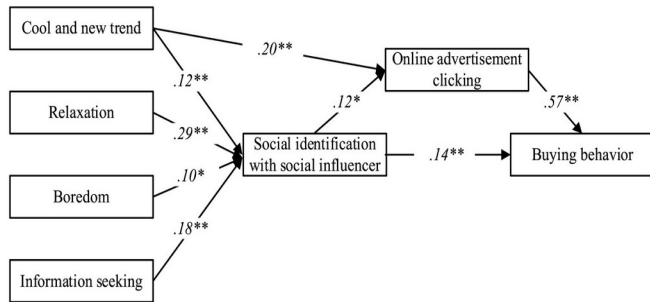 Cool and new trend
.20**
Online advertisement
clicking
.12**
.12*
.57**
Relaxation
.29**
Social identification
with social influencer
.14**
Buying behavior
.10*
Boredom
.18**
Information seeking